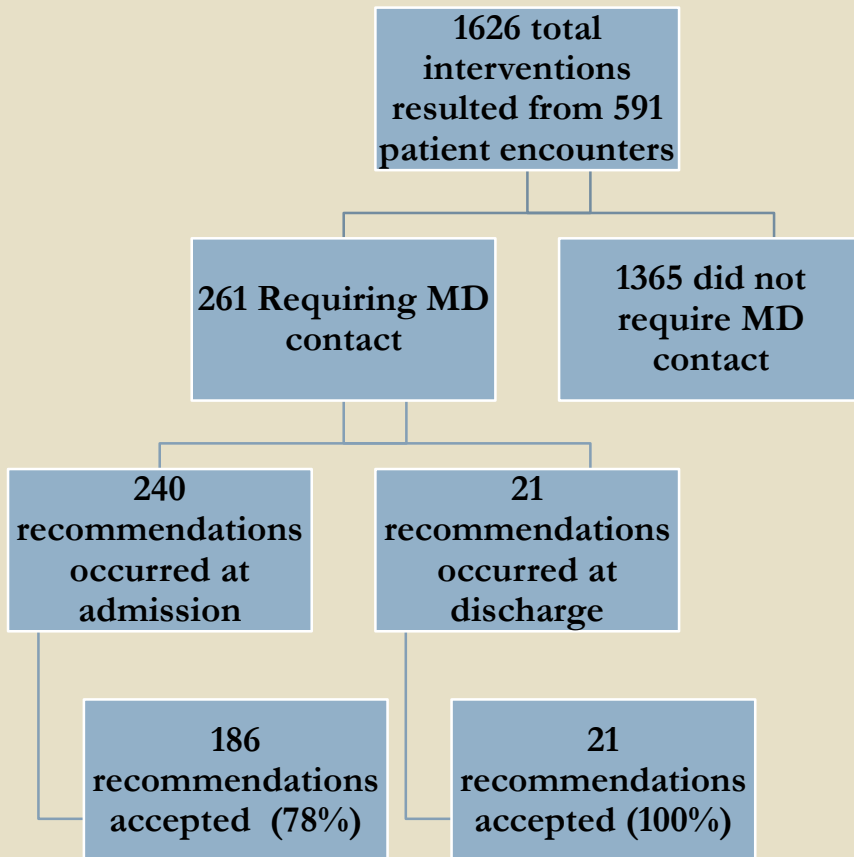 1626 total
interventions
resulted from 591
patient encounters
261 Requiring MD
contact
1365 did not
require MD
contact
240
recommendations
occurred at
admission
21
recommendations
occurred at
discharge
186
recommendations
accepted (78%)
21
recommendations
accepted (100%)